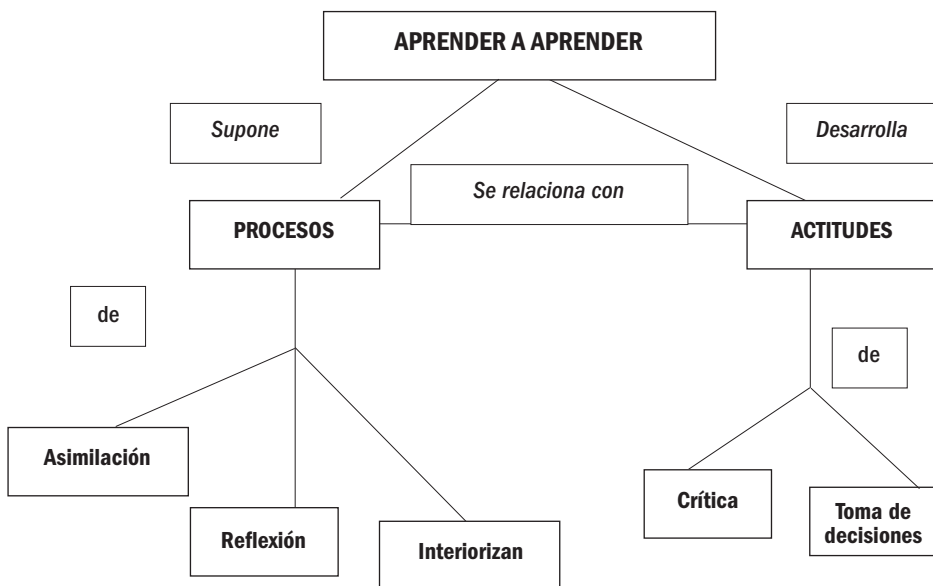 APRENDER A APRENDER
Supone
Desarrolla
Se relaciona con
PROCESOS
ACTITUDES
de
de
Asimilación
Crítica
Toma de
decisiones
Reflexión
Interiorizan